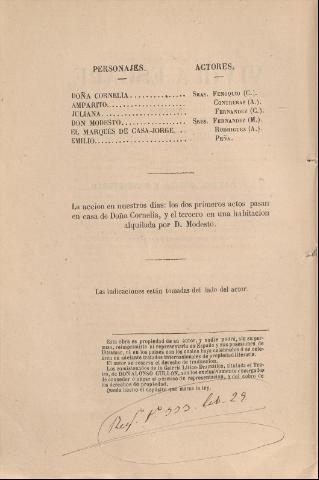 PERSONAJES. ACTORES.
DOÑA CORNELIA............... SRAS. FENOQUIO (C.).
AMPARITO..................... CONTRERAS (A.).
JULIANA....................... FERNANDEZ (C.).
DON MODESTO................. SRES. FERNANDEZ (M.).
EL MARQUÉS DE CASA-JORGE... RODRIGUEZ (A.).
EMILIO........................ PEÑA.
La accion en nuestros dias: los dos primeros actos pasan
en casa de Doña Cornelia, y el tercero en una habitacion
alquilada por D. Modesto.
Las indicaciones están tomadas del lado del actor.
Esta obra es propiedad de su actor, y nadie podrá, sin su permiso,
reimprimirla ni representarla en España y sus posesiones de
Ultramar, ni en los paises con los cuales haya celebrados ó se celebren
en adelante tratados internacionales de propiedad literaria.
El autor se reserva el derecho de traduccion.
Los comisionados de la Galería Lírico-Dramática, titulada el Teatro,
de DON ALONSO GULLON, son los exclusivamente encargados
de conceder ó negar el permiso de representacion, y del cobro de
los derechos de propiedad.
Queda hecho el depósito que marca la ley.